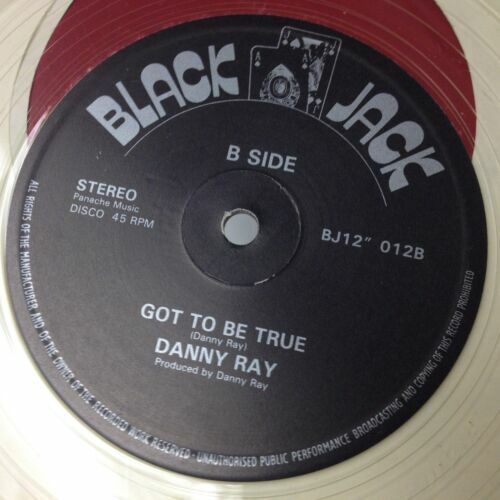 BLACK JACK
B SIDE
STEREO
Panache Music
DISCO 45 RPM
BJ12" 012B
GOT TO BE TRUE
(Danny Ray)
DANNY RAY
Produced by Danny Ray
ALL RIGHTS OF THE MANUFACTURER AND OF THE OWNER OF THE RECORDED WORK RESERVED - UNAUTHORISED PUBLIC PERFORMANCE BROADCASTING AND COPYING OF THIS RECORD PROHIBITED